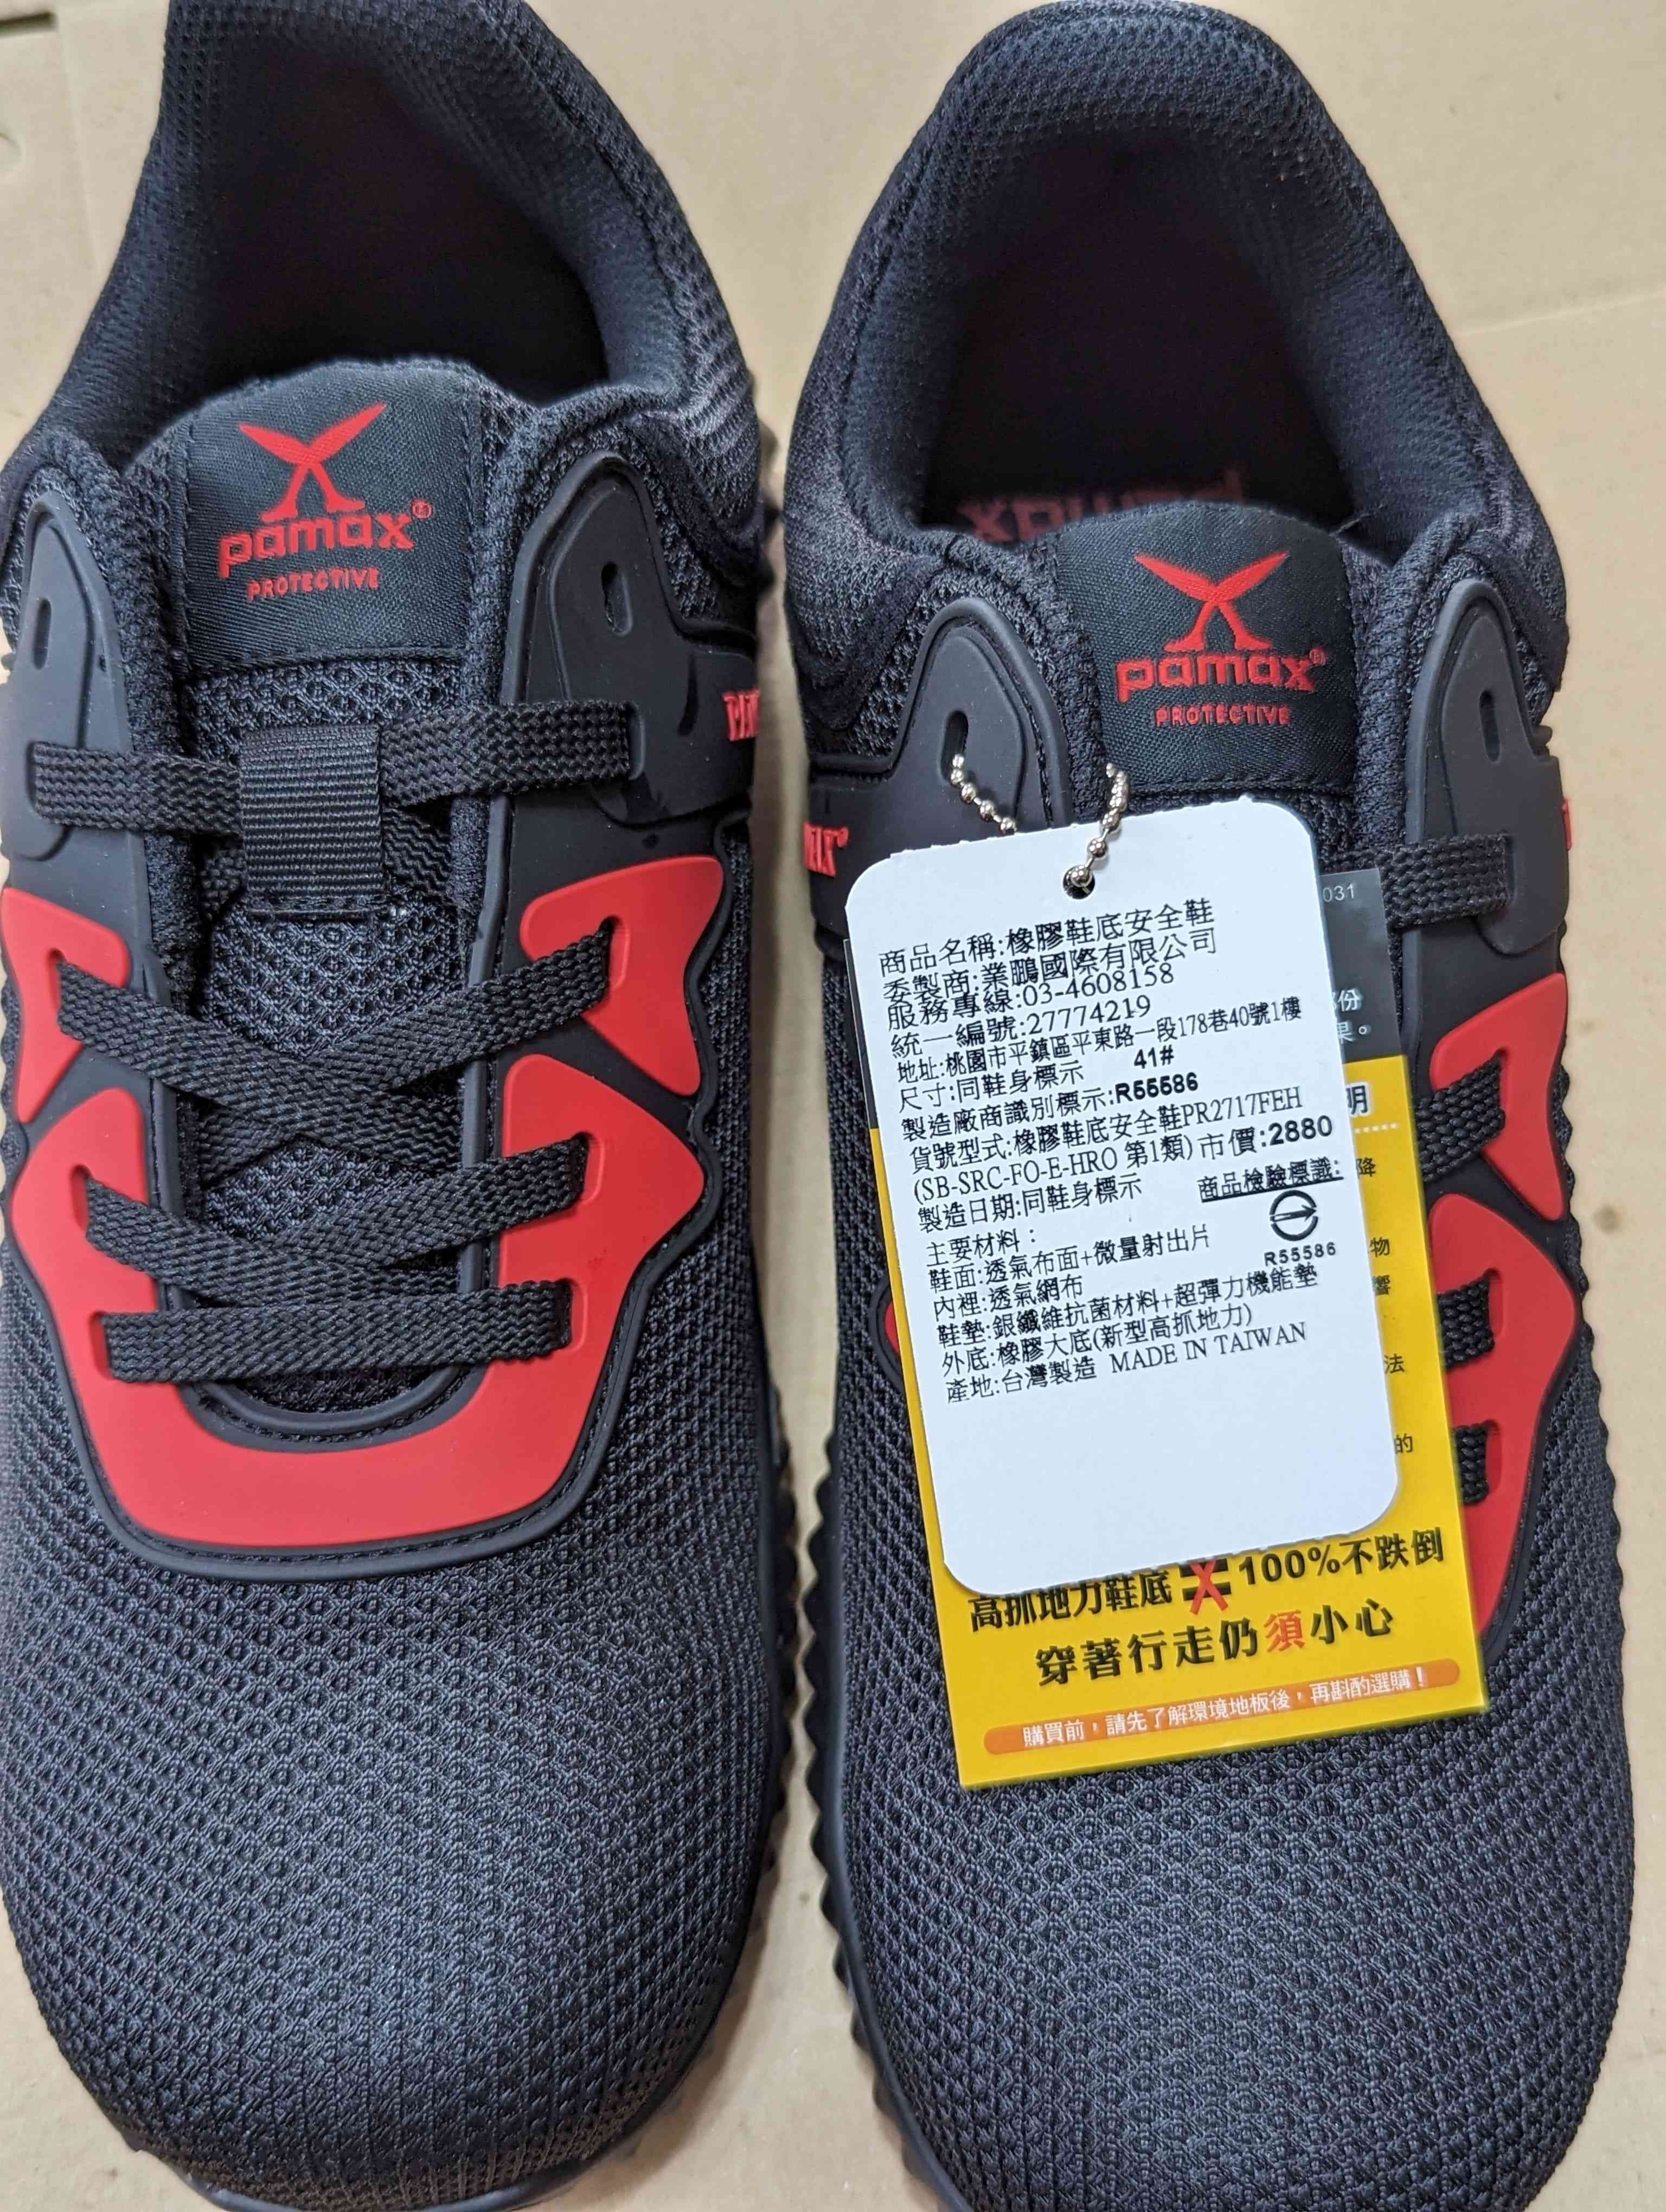 pamax®
PROTECTIVE
pamax
pamax®
PROTECTIVE
031
商品名稱:橡膠鞋底安全鞋
委製商:業鵬國際有限公司
服務專線:03-4608158
統一編號:27774219
地址:桃園市平鎮區平東路一段178巷40號1樓
尺寸:同鞋身標示 41#
製造廠商識別標示:R55586
貨號型式:橡膠鞋底安全鞋PR2717FEH
(SB-SRC-FO-E-HRO 第1類) 市價:2880
製造日期:同鞋身標示 商品檢驗標識:
R55586
主要材料:
鞋面:透氣布面+微量射出片
內裡:透氣網布
鞋墊:銀纖維抗菌材料+超彈力機能墊
外底:橡膠大底(新型高抓地力)
產地:台灣製造 MADE IN TAIWAN
份
果。
明
降
物
響
法
的
高抓地力鞋底=100%不跌倒
穿著行走仍須小心
購買前,請先了解環境地板後,再斟酌選購!